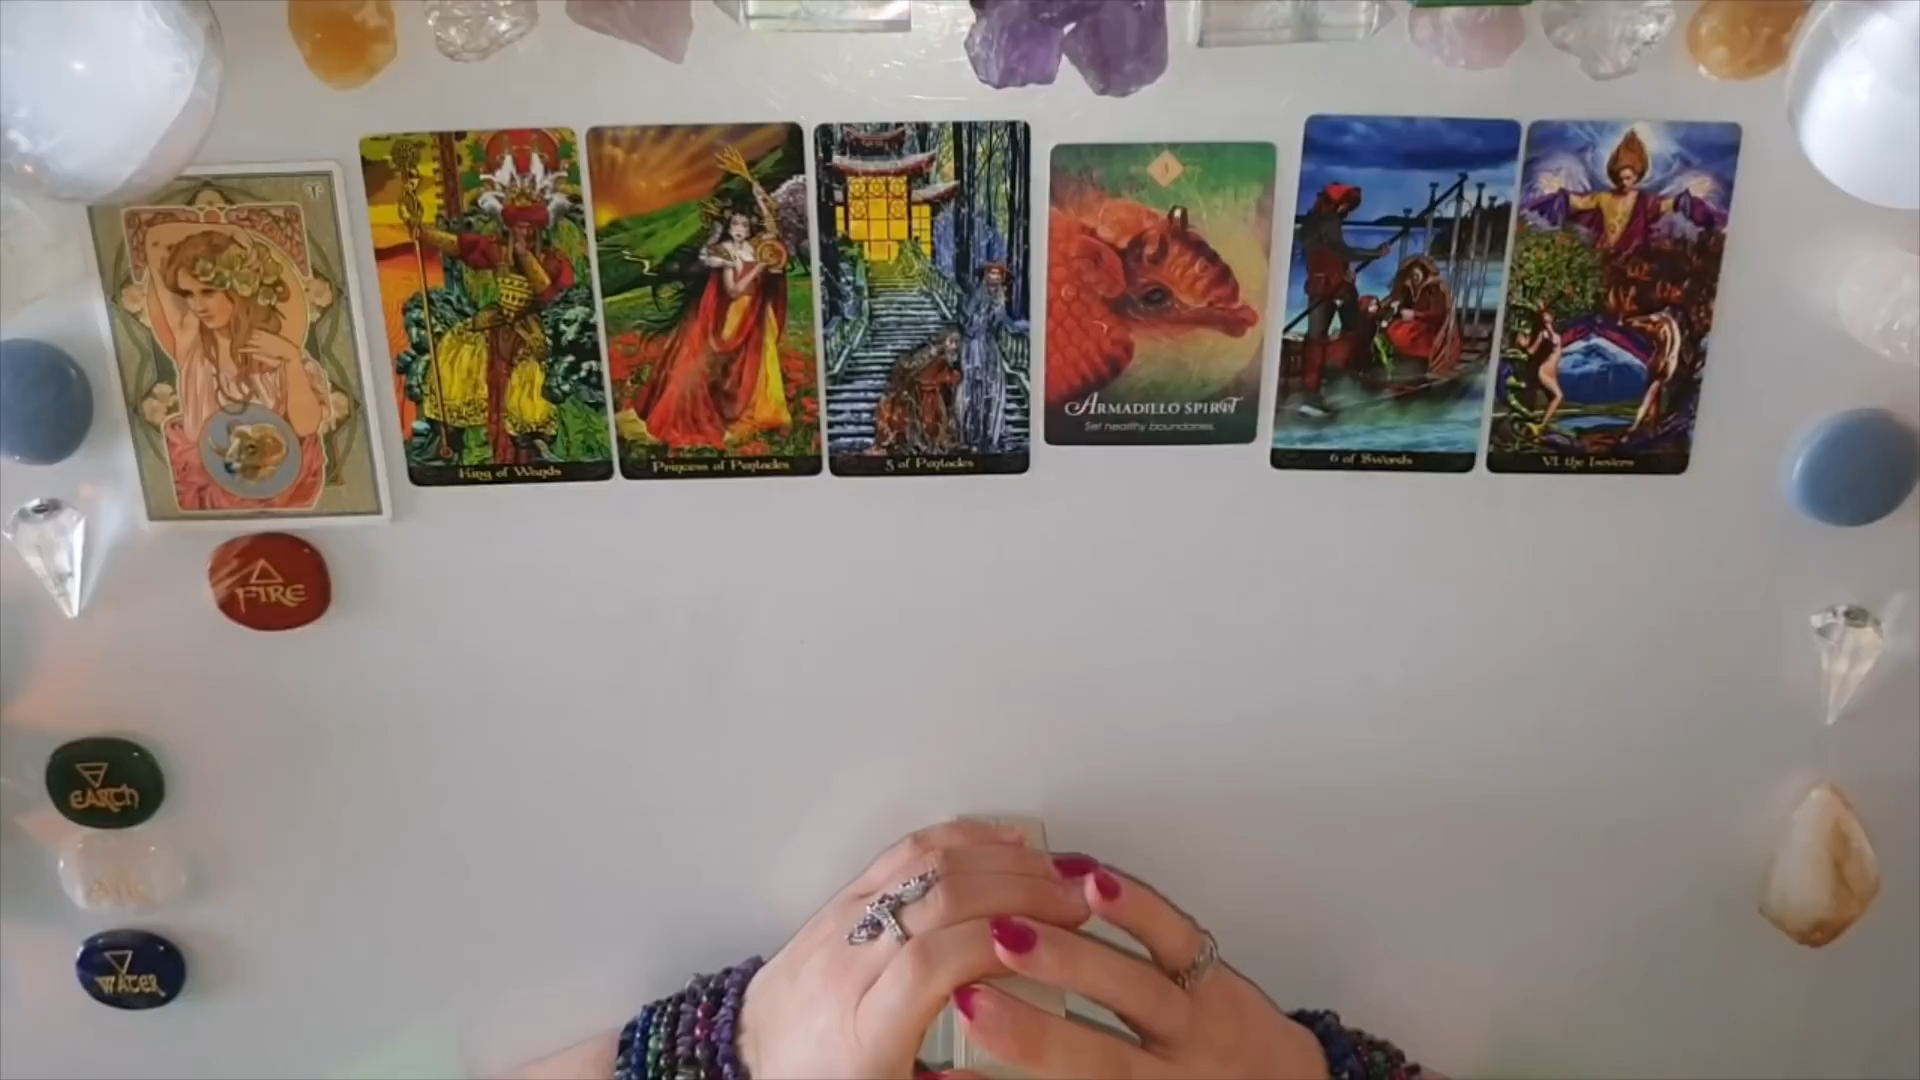 King of Wands
Princess of Pentacles
5 of Pentacles
ARMADILLO SPIRIT
Set healthy boundaries.
6 of Swords
VI the Lovers
FIRE
EARTH
AIR
WATER